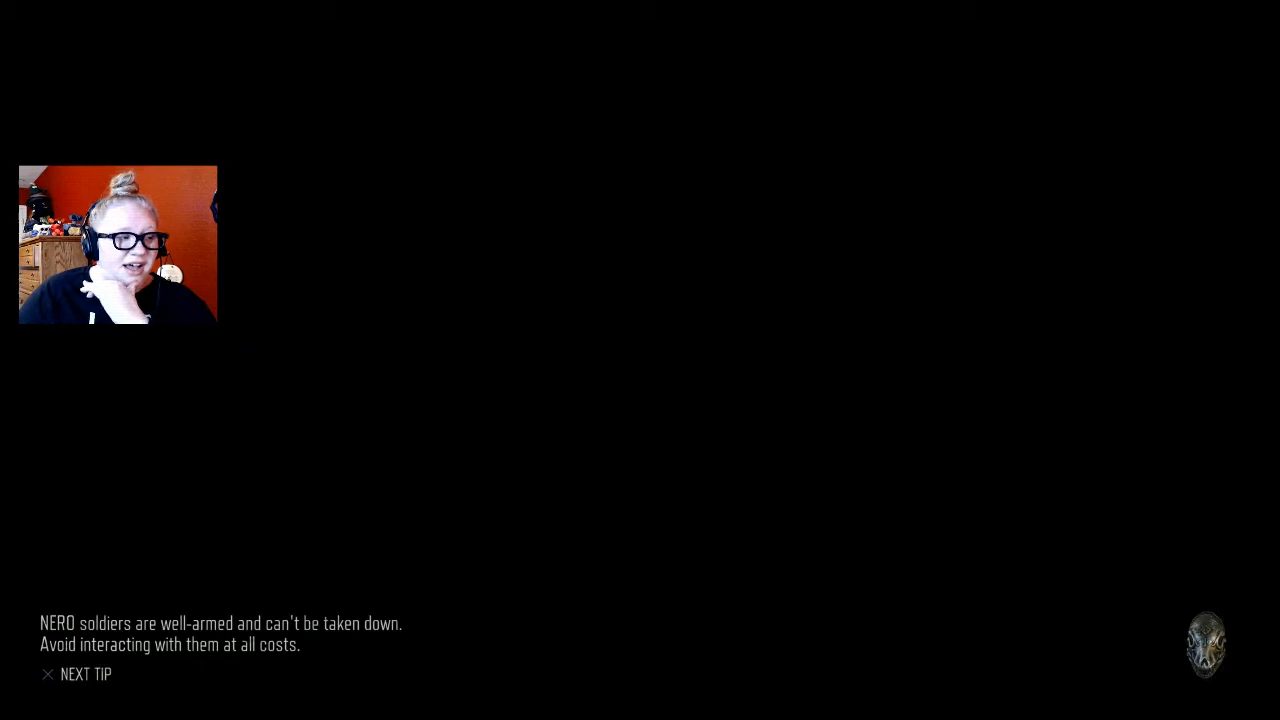 NERO soldiers are well-armed and can't be taken down.
Avoid interacting with them at all costs.
NEXT TIP